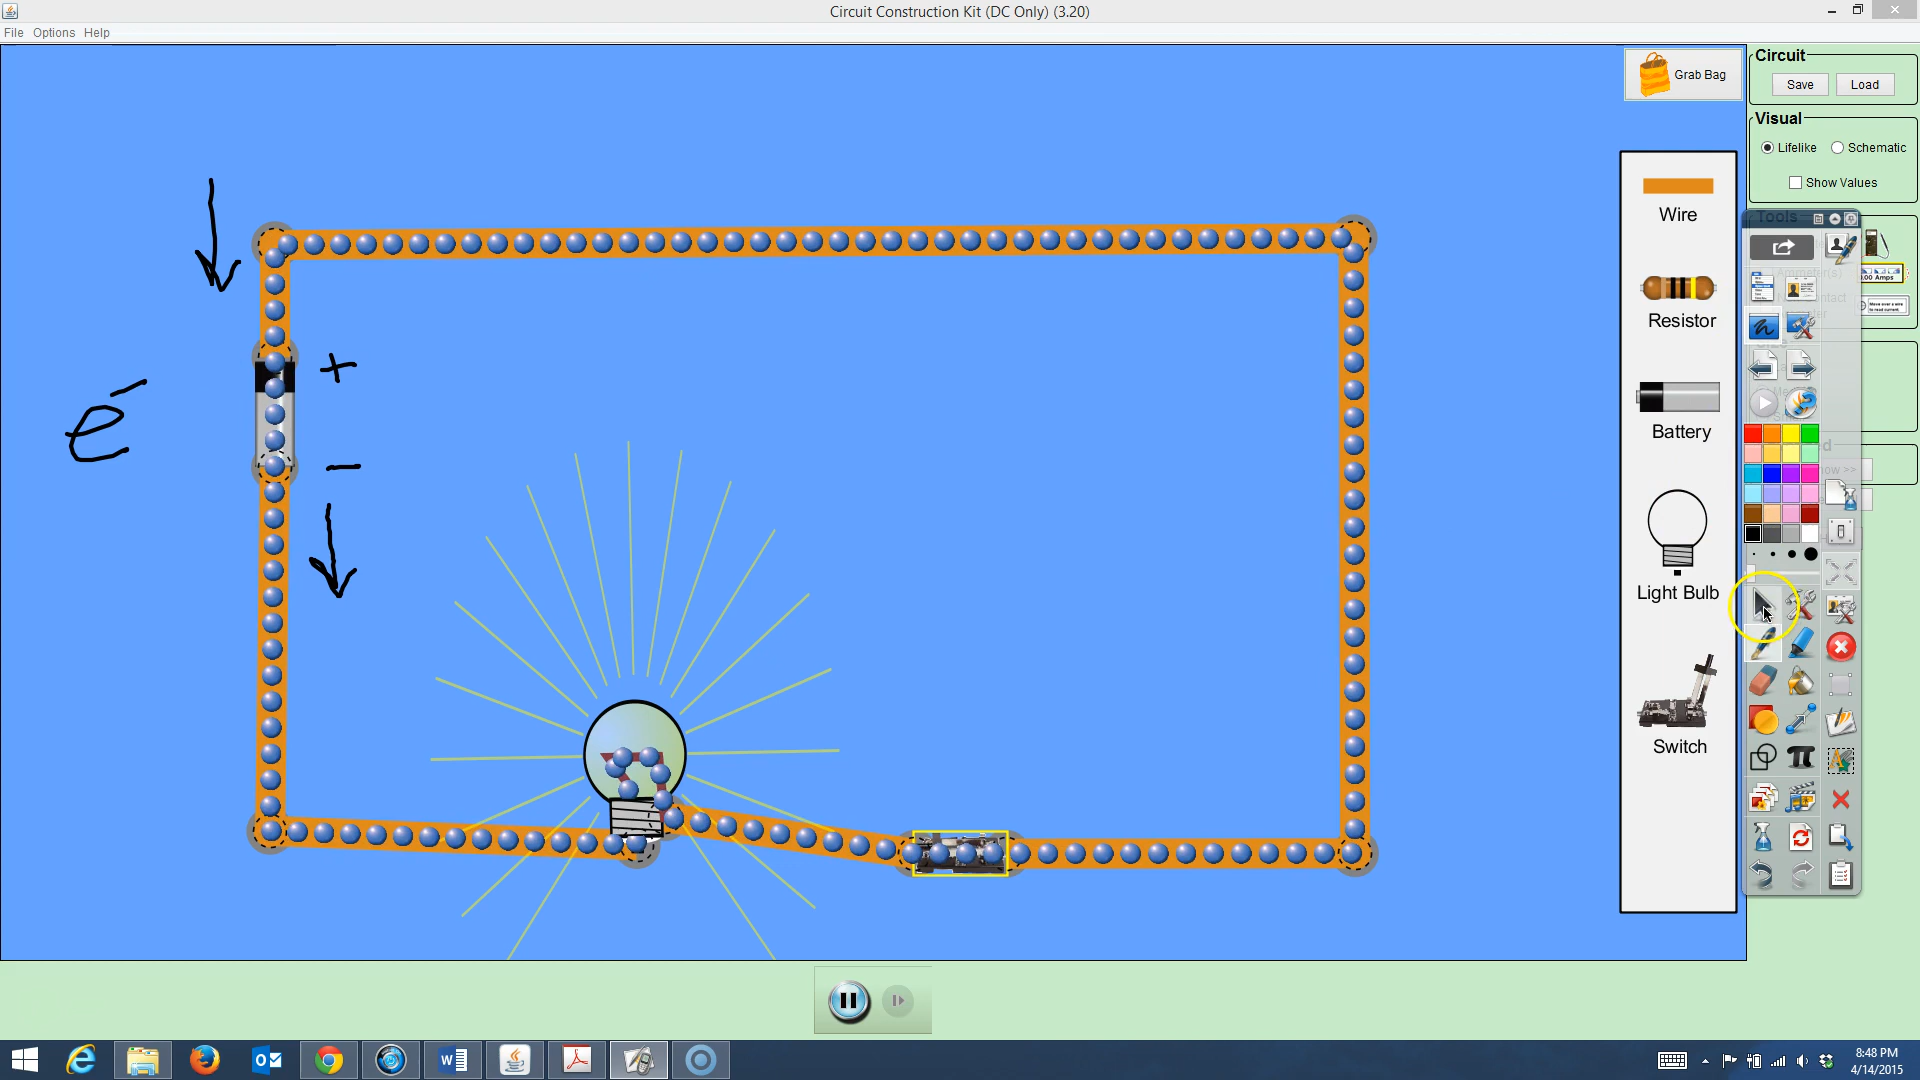 Circuit Construction Kit (DC Only) (3.20)
File Options Help
Grab Bag
Circuit
Save Load
Visual
Lifelike Schematic
Show Values
Tools
Wire
Resistor
Battery
Light Bulb
Switch
+
e-
−
8:48 PM
4/14/2015